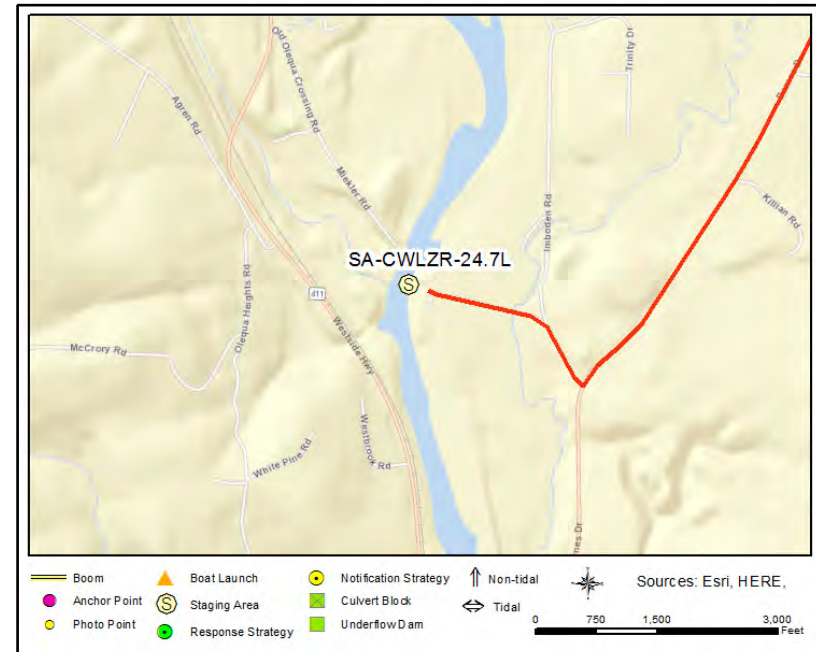 Old Olequa Crossing Rd
Agren Rd
Mickler Rd
Trinity Dr
Killian Rd
Imboden Rd
SA-CWLZR-24.7L
S
Olequa Heights Rd
411
Westside Hwy
McCrory Rd
Westbrook Rd
White Pine Rd
mes Dr
Boom
Boat Launch
Notification Strategy
Non-tidal
Sources: Esri, HERE,
Anchor Point
S
Staging Area
Culvert Block
Tidal
Photo Point
Response Strategy
Underflow Dam
0 750 1,500 3,000
Feet